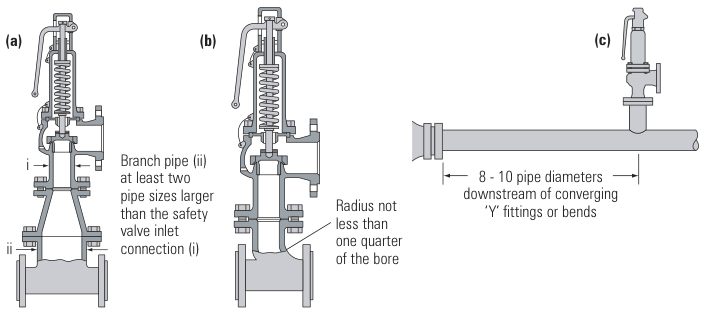 (a)
i
ii
Branch pipe (ii)
at least two
pipe sizes larger
than the safety
valve inlet
connection (i)
(b)
Radius not
less than
one quarter
of the bore
(c)
8 - 10 pipe diameters
downstream of converging
'Y' fittings or bends